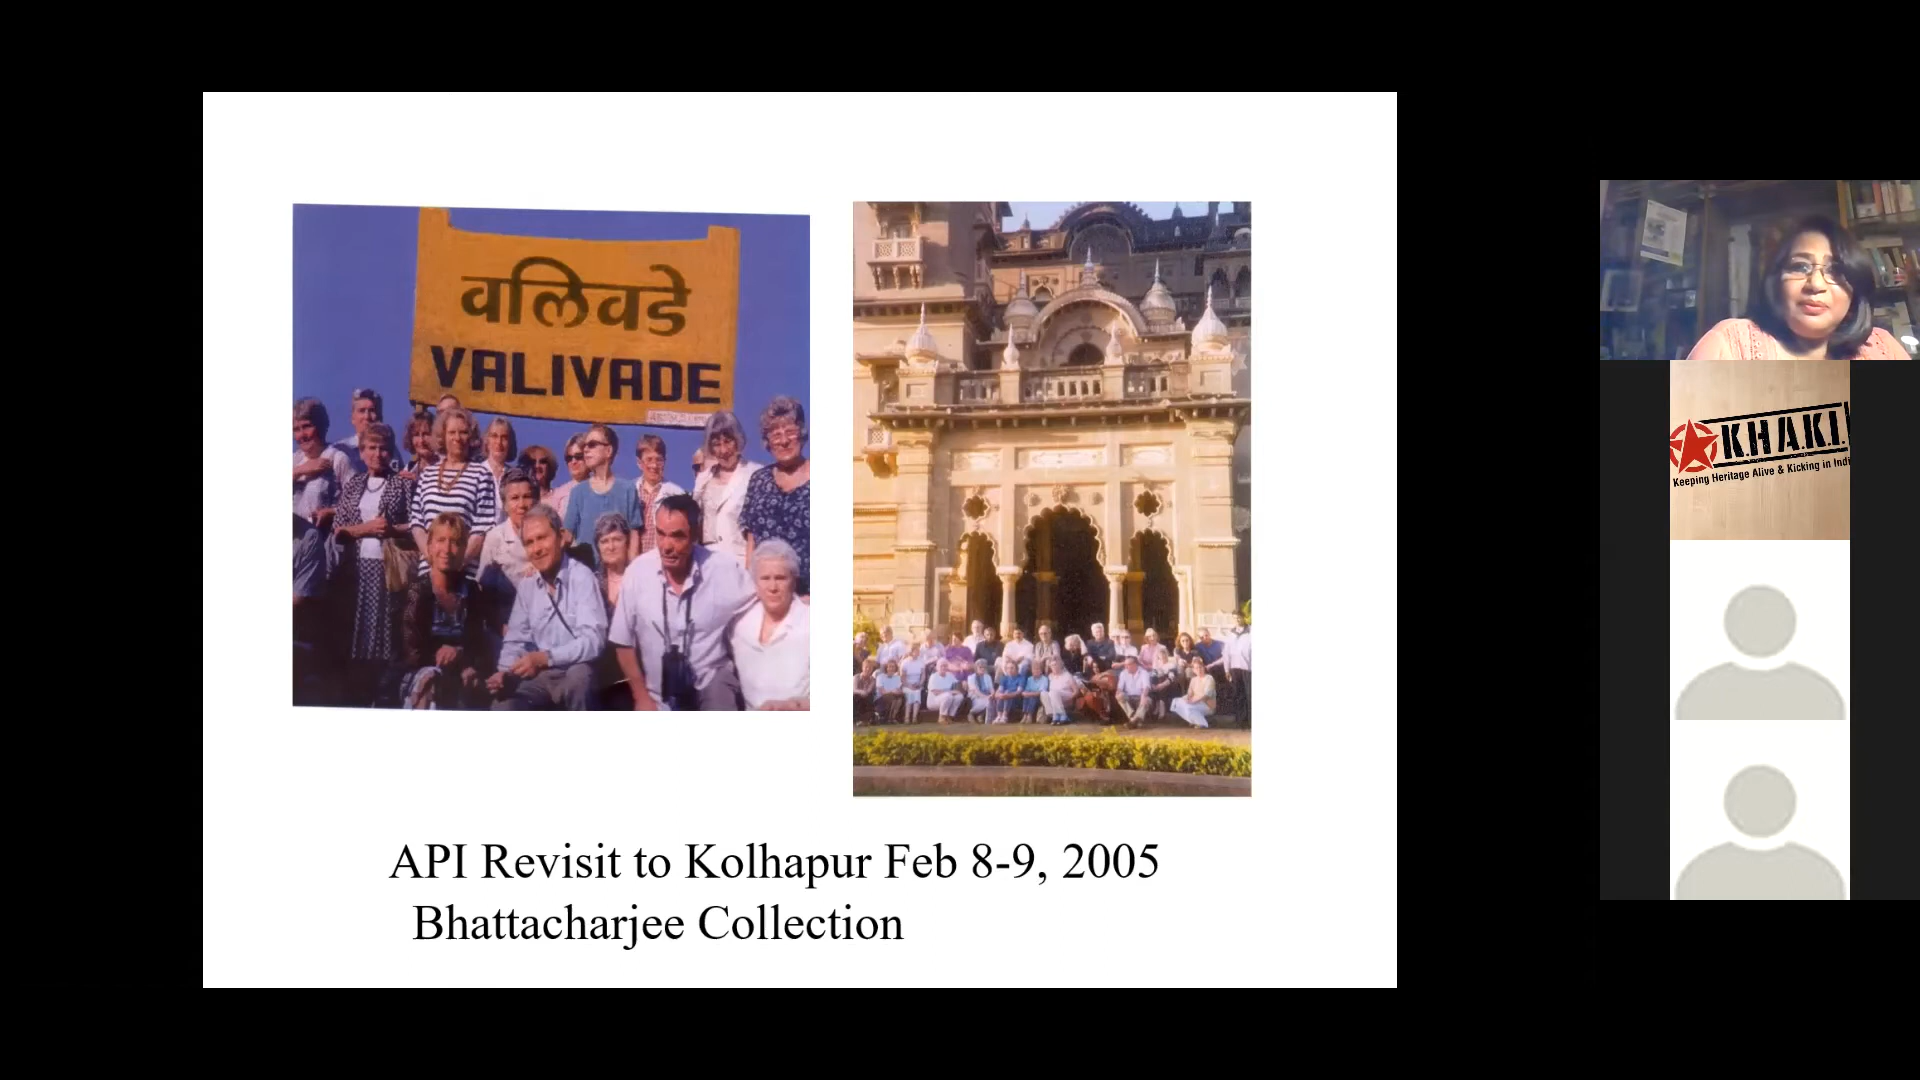 वलिवडे
VALIVADE
API Revisit to Kolhapur Feb 8-9, 2005
Bhattacharjee Collection
K.H.A.K.I.
Keeping Heritage Alive & Kicking in Indi